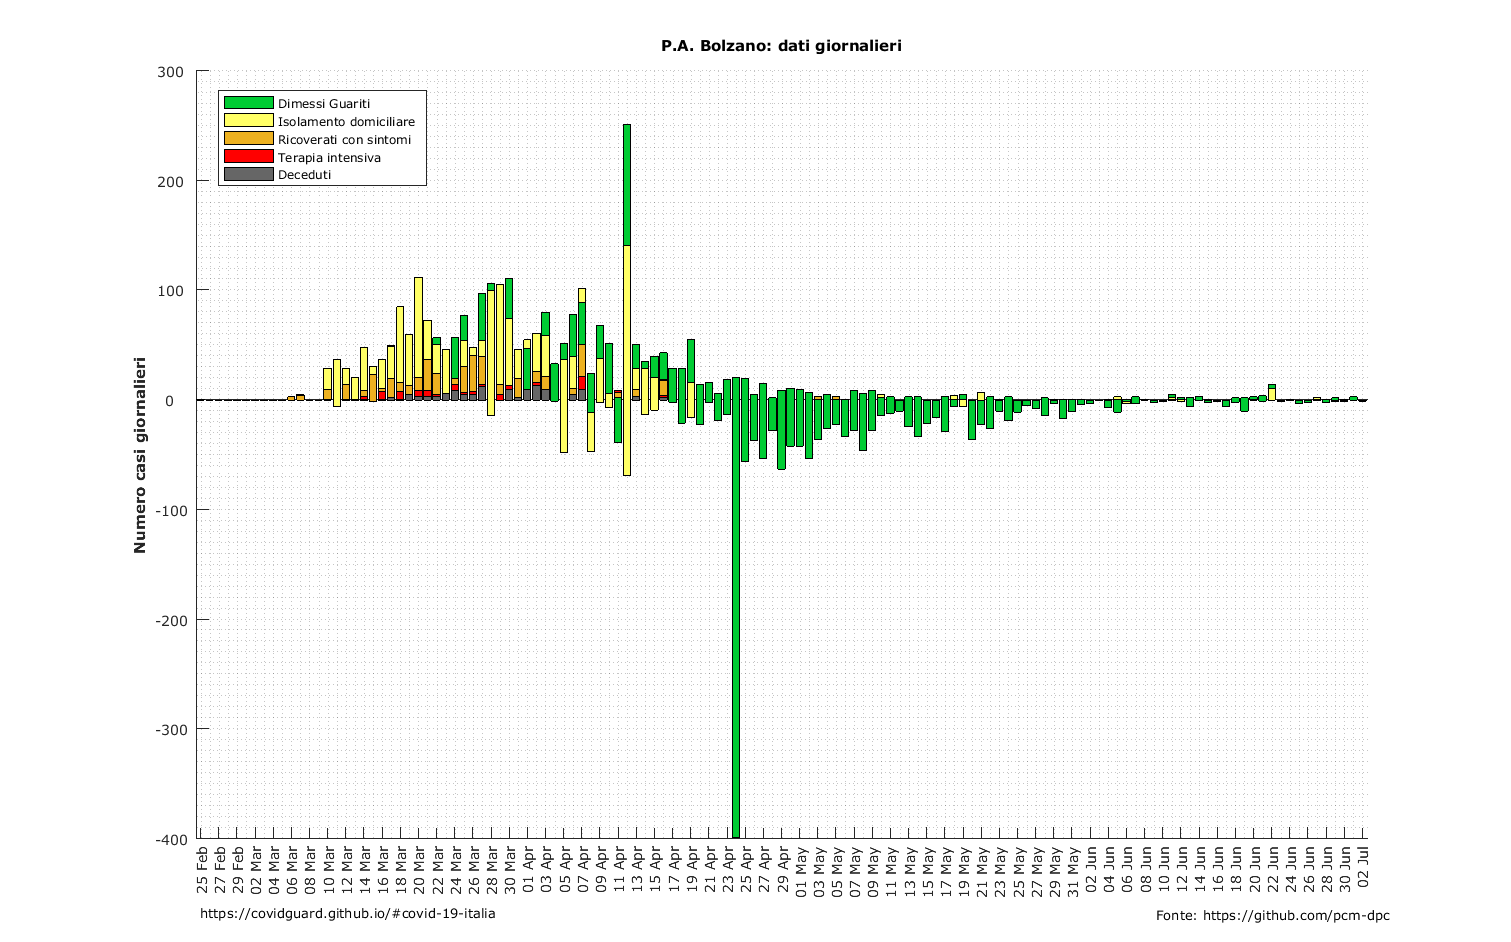 P.A. Bolzano: dati giornalieri
300
200
100
0
-100
-200
-300
-400
Numero casi giornalieri
Dimessi Guariti
Isolamento domiciliare
Ricoverati con sintomi
Terapia intensiva
Deceduti
25 Feb
27 Feb
29 Feb
02 Mar
04 Mar
06 Mar
08 Mar
10 Mar
12 Mar
14 Mar
16 Mar
18 Mar
20 Mar
22 Mar
24 Mar
26 Mar
28 Mar
30 Mar
01 Apr
03 Apr
05 Apr
07 Apr
09 Apr
11 Apr
13 Apr
15 Apr
17 Apr
19 Apr
21 Apr
23 Apr
25 Apr
27 Apr
29 Apr
01 May
03 May
05 May
07 May
09 May
11 May
13 May
15 May
17 May
19 May
21 May
23 May
25 May
27 May
29 May
31 May
02 Jun
04 Jun
06 Jun
08 Jun
10 Jun
12 Jun
14 Jun
16 Jun
18 Jun
20 Jun
22 Jun
24 Jun
26 Jun
28 Jun
30 Jun
02 Jul
https://covidguard.github.io/#covid-19-italia
Fonte: https://github.com/pcm-dpc